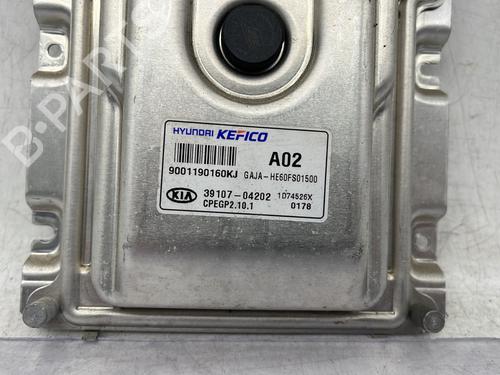 B-PARTS
HYUNDAI KEFICO
A02
9001190160KJ GAJA-HE60FS01500
KIA 39107-04202 1D74526X
CPEGP2.10.1 0178